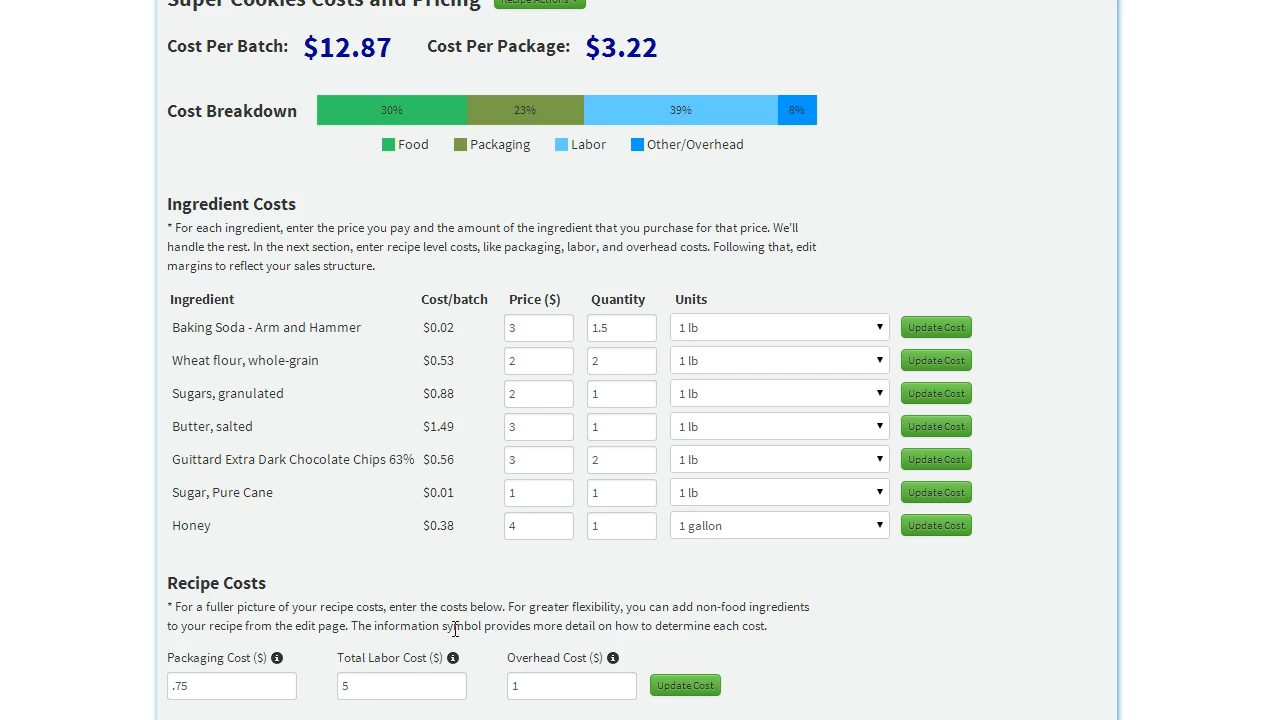 Super Cookies Costs and Pricing Recipe Actions
Cost Per Batch: $12.87 Cost Per Package: $3.22
Cost Breakdown 30% 23% 39% 8%
Food Packaging Labor Other/Overhead
Ingredient Costs
* For each ingredient, enter the price you pay and the amount of the ingredient that you purchase for that price. We'll
handle the rest. In the next section, enter recipe level costs, like packaging, labor, and overhead costs. Following that, edit
margins to reflect your sales structure.
Ingredient Cost/batch Price ($) Quantity Units
Baking Soda - Arm and Hammer $0.02 3 1.5 1 lb Update Cost
Wheat flour, whole-grain $0.53 2 2 1 lb Update Cost
Sugars, granulated $0.88 2 1 1 lb Update Cost
Butter, salted $1.49 3 1 1 lb Update Cost
Guittard Extra Dark Chocolate Chips 63% $0.56 3 2 1 lb Update Cost
Sugar, Pure Cane $0.01 1 1 1 lb Update Cost
Honey $0.38 4 1 1 gallon Update Cost
Recipe Costs
* For a fuller picture of your recipe costs, enter the costs below. For greater flexibility, you can add non-food ingredients
to your recipe from the edit page. The information symbol provides more detail on how to determine each cost.
Packaging Cost ($) Total Labor Cost ($) Overhead Cost ($)
.75 5 1 Update Cost